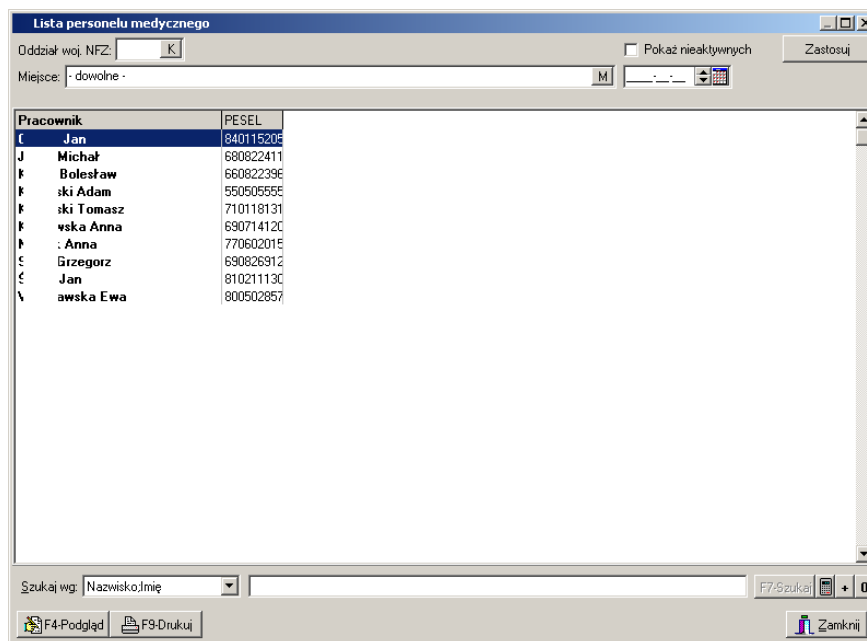 Lista personelu medycznego
Oddział woj. NFZ: K Pokaż nieaktywnych Zastosuj
Miejsce: - dowolne - M
Pracownik PESEL
Jan 840115205
J Michał 680822411
K Bolesław 660822396
K ski Adam 550505555
K ski Tomasz 710118131
K wska Anna 690714120
Anna 770602015
S Grzegorz 690826912
Ś Jan 810211130
awska Ewa 800502857
Szukaj wg: Nazwisko;Imię F7-Szukaj + 0
F4-Podgląd F9-Drukuj Zamknij